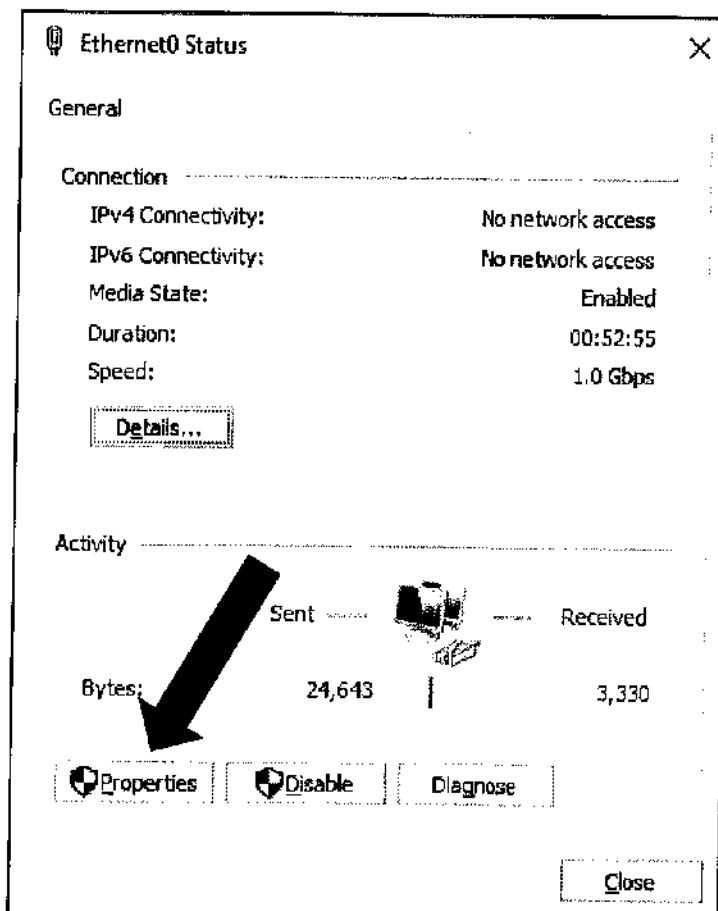 Ethernet0 Status
General
Connection
IPv4 Connectivity: No network access
IPv6 Connectivity: No network access
Media State: Enabled
Duration: 00:52:55
Speed: 1.0 Gbps
Details...
Activity
Sent Received
Bytes: 24,643 3,330
Properties Disable Diagnose
Close